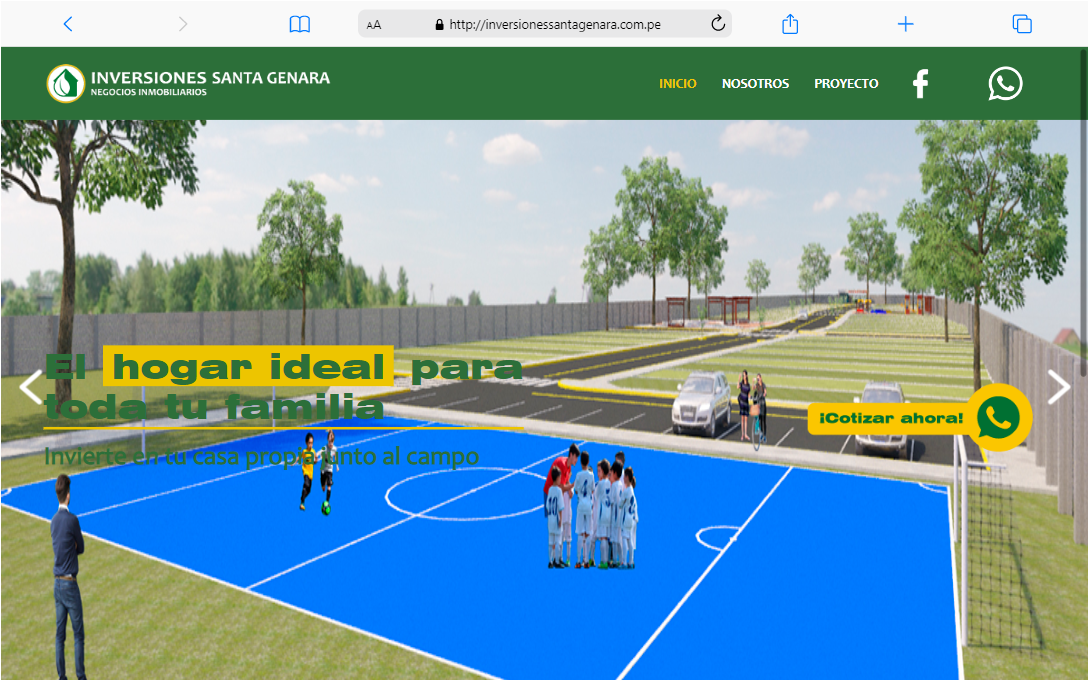 AA
http://inversionessantagenara.com.pe
INVERSIONES SANTA GENARA
NEGOCIOS INMOBILIARIOS
INICIO
NOSOTROS
PROYECTO
El hogar ideal para
toda tu familia
Invierte en tu casa propia junto al campo
¡Cotizar ahora!
10